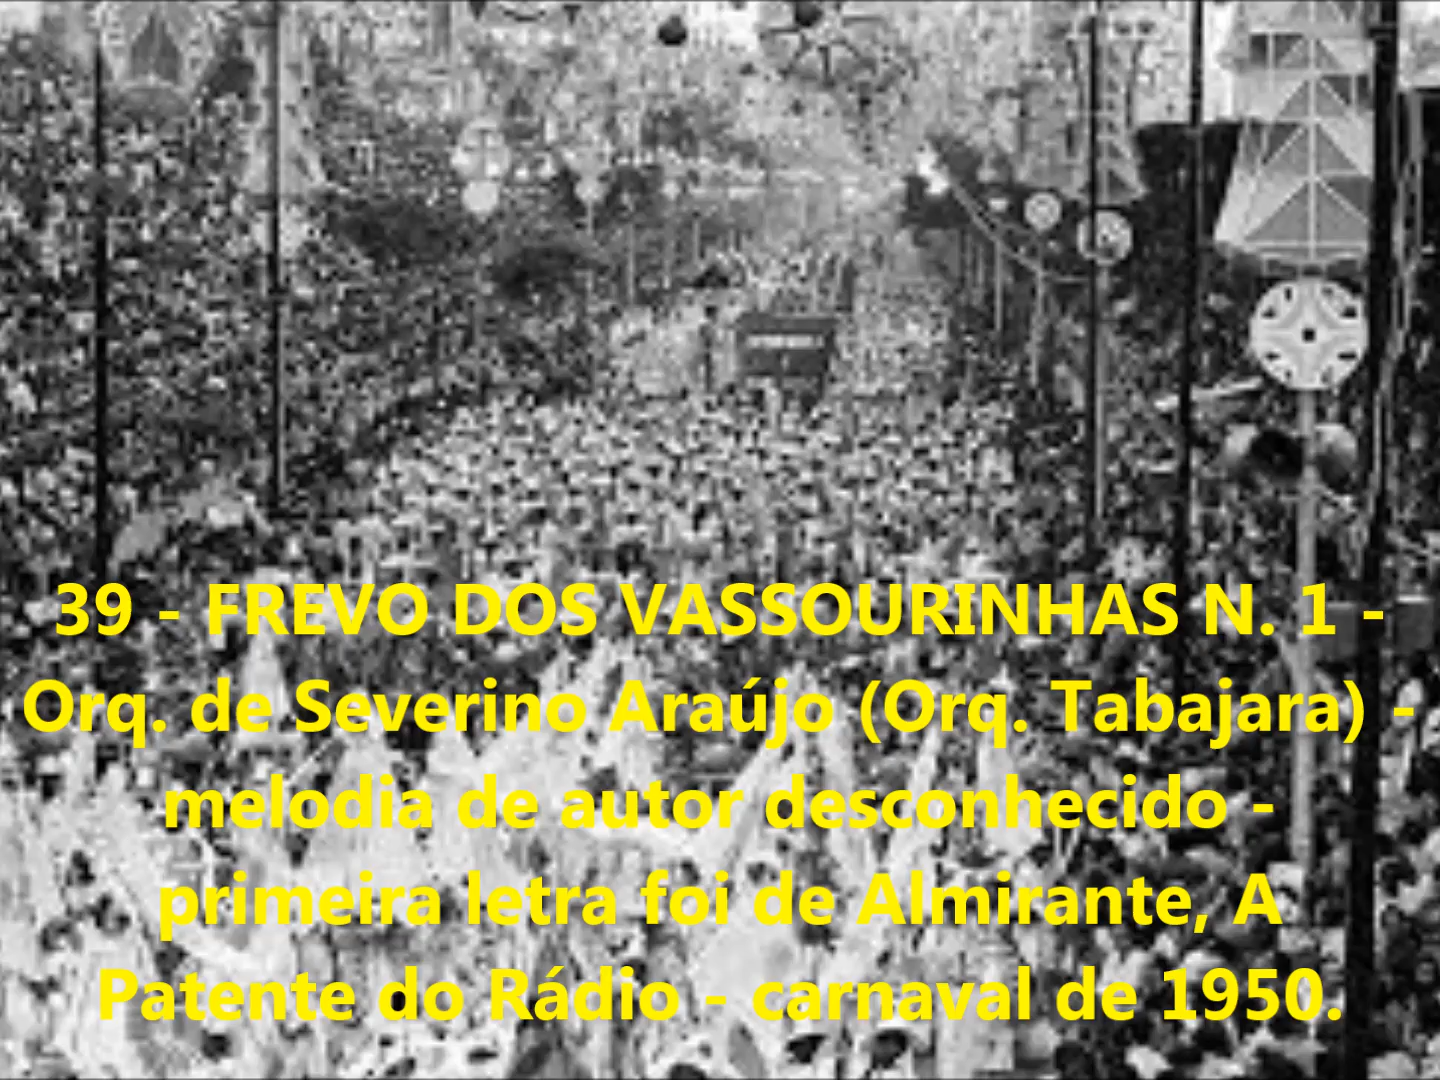 39 - FREVO DOS VASSOURINHAS N. 1 -
Orq. de Severino Araújo (Orq. Tabajara) -
melodia de autor desconhecido -
primeira letra foi de Almirante, A
Patente do Rádio - carnaval de 1950.